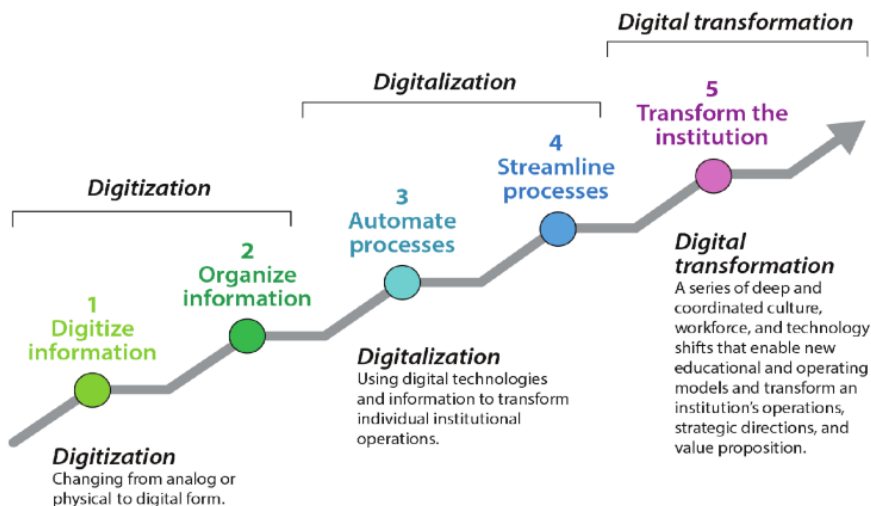 Digital transformation
Digitalization
Digitization
1
Digitize
information
2
Organize
information
3
Automate
processes
4
Streamline
processes
5
Transform the
institution
Digitization
Changing from analog or
physical to digital form.
Digitalization
Using digital technologies
and information to transform
individual institutional
operations.
Digital
transformation
A series of deep and
coordinated culture,
workforce, and technology
shifts that enable new
educational and operating
models and transform an
institution’s operations,
strategic directions, and
value proposition.